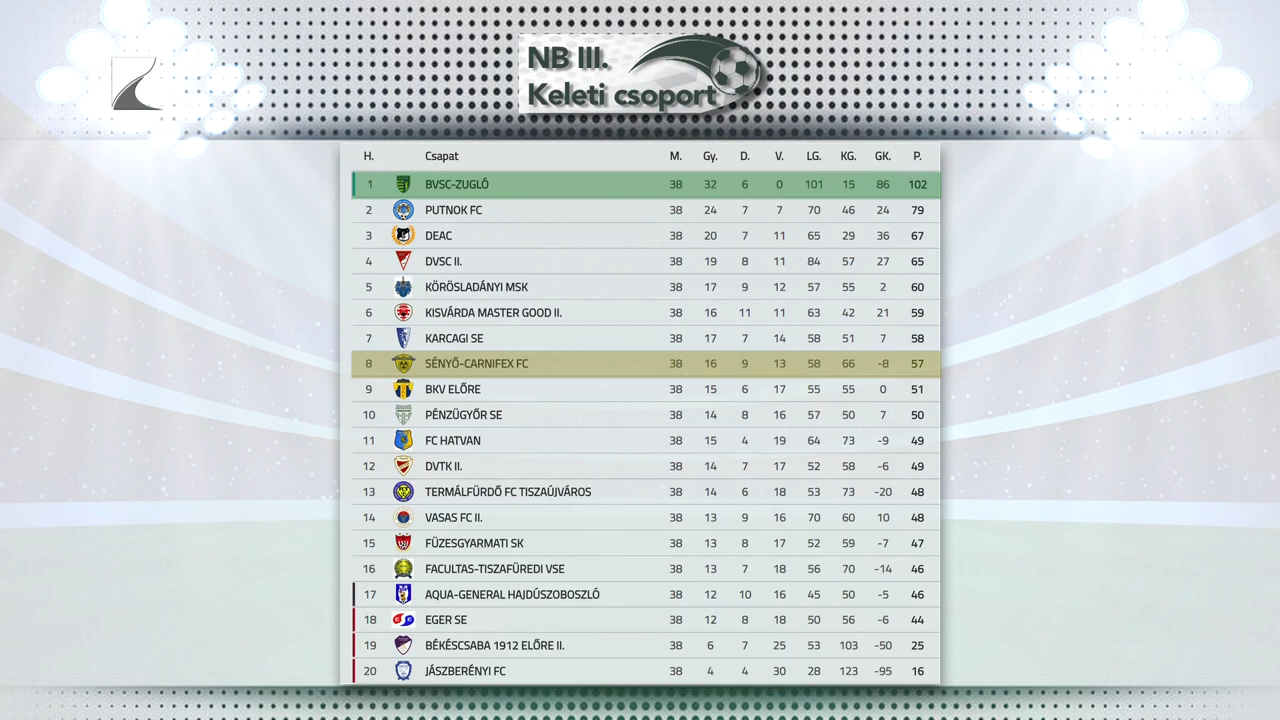 NB III.
Keleti csoport
H. Csapat M. Gy. D. V. LG. KG. GK. P.
1 BVSC-ZUGLÓ 38 32 6 0 101 15 86 102
2 PUTNOK FC 38 24 7 7 70 46 24 79
3 DEAC 38 20 7 11 65 29 36 67
4 DVSC II. 38 19 8 11 84 57 27 65
5 KÖRÖSLADÁNYI MSK 38 17 9 12 57 55 2 60
6 KISVÁRDA MASTER GOOD II. 38 16 11 11 63 42 21 59
7 KARCAGI SE 38 17 7 14 58 51 7 58
8 SÉNYŐ-CARNIFEX FC 38 16 9 13 58 66 -8 57
9 BKV ELŐRE 38 15 6 17 55 55 0 51
10 PÉNZÜGYŐR SE 38 14 8 16 57 50 7 50
11 FC HATVAN 38 15 4 19 64 73 -9 49
12 DVTK II. 38 14 7 17 52 58 -6 49
13 TERMÁLFÜRDŐ FC TISZAÚJVÁROS 38 14 6 18 53 73 -20 48
14 VASAS FC II. 38 13 9 16 70 60 10 48
15 FÜZESGYARMATI SK 38 13 8 17 52 59 -7 47
16 FACULTAS-TISZAFÜREDI VSE 38 13 7 18 56 70 -14 46
17 AQUA-GENERAL HAJDÚSZOBOSZLÓ 38 12 10 16 45 50 -5 46
18 EGER SE 38 12 8 18 50 56 -6 44
19 BÉKÉSCSABA 1912 ELŐRE II. 38 6 7 25 53 103 -50 25
20 JÁSZBERÉNYI FC 38 4 4 30 28 123 -95 16